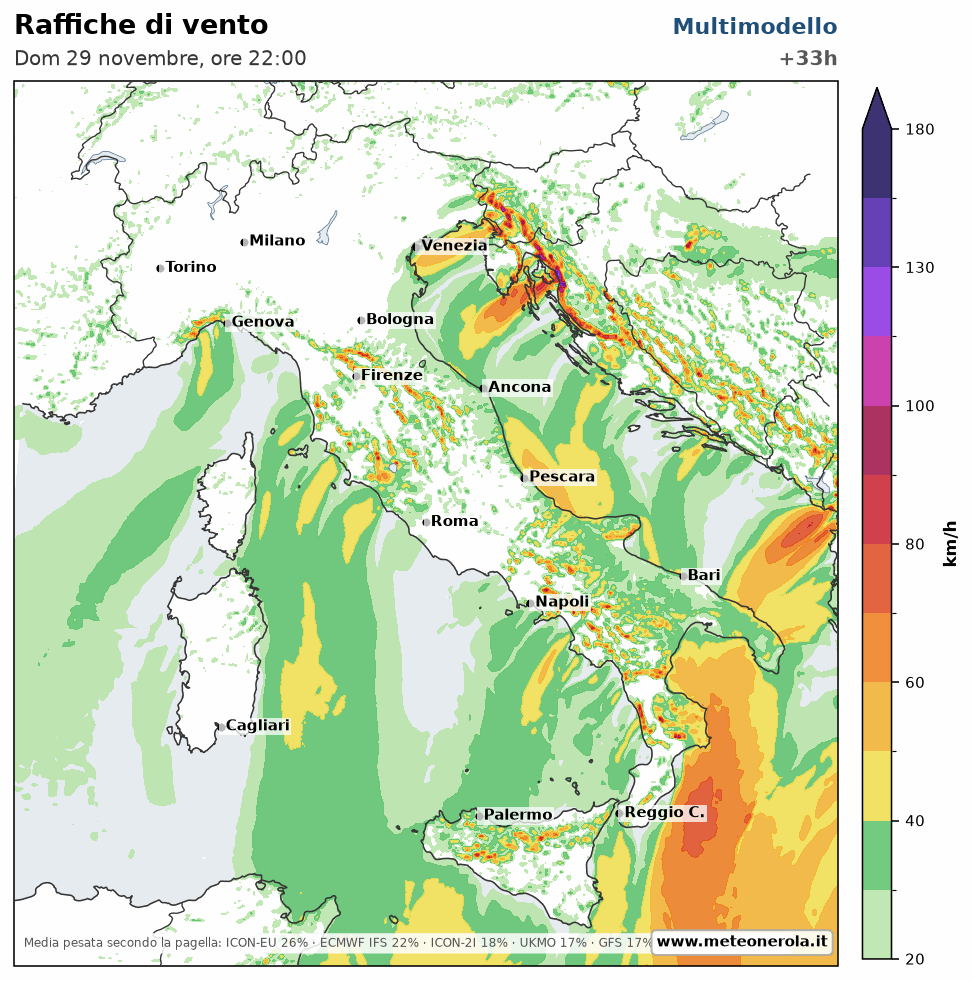 Raffiche di vento
Multimodello
Dom 29 novembre, ore 22:00
+33h
180
130
100
80
60
40
20
km/h
Milano
Venezia
Torino
Genova
Bologna
Firenze
Ancona
Pescara
Roma
Bari
Napoli
Cagliari
Palermo
Reggio C.
Media pesata secondo la pagella: ICON-EU 26% · ECMWF IFS 22% · ICON-2I 18% · UKMO 17% · GFS 17%
www.meteonerola.it